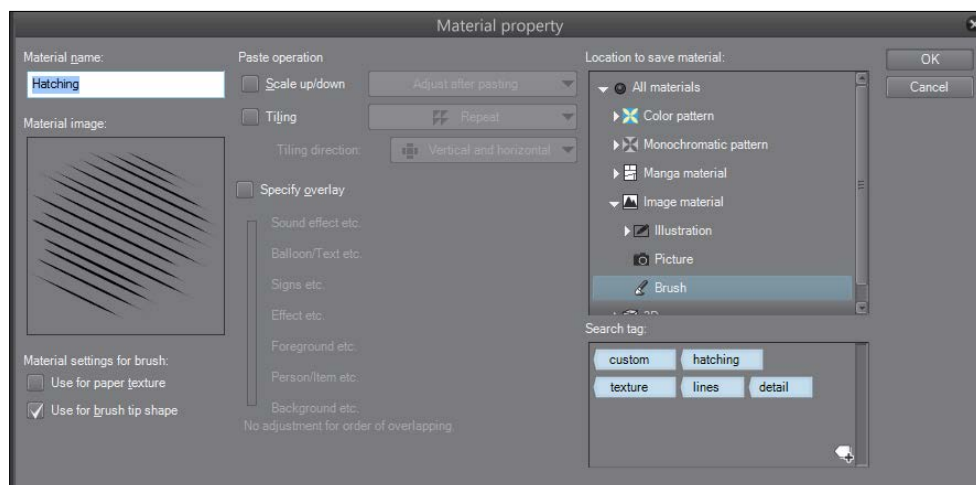 Material property
Material name:
Hatching
Material image:
Material settings for brush:
Use for paper texture
Use for brush tip shape
Paste operation
Scale up/down
Adjust after pasting
Tiling
Repeat
Tiling direction:
Vertical and horizontal
Specify overlay
Sound effect etc.
Balloon/Text etc.
Signs etc.
Effect etc.
Foreground etc.
Person/Item etc.
Background etc.
No adjustment for order of overlapping.
Location to save material:
All materials
Color pattern
Monochromatic pattern
Manga material
Image material
Illustration
Picture
Brush
3D
Search tag:
custom hatching
texture lines detail
OK
Cancel